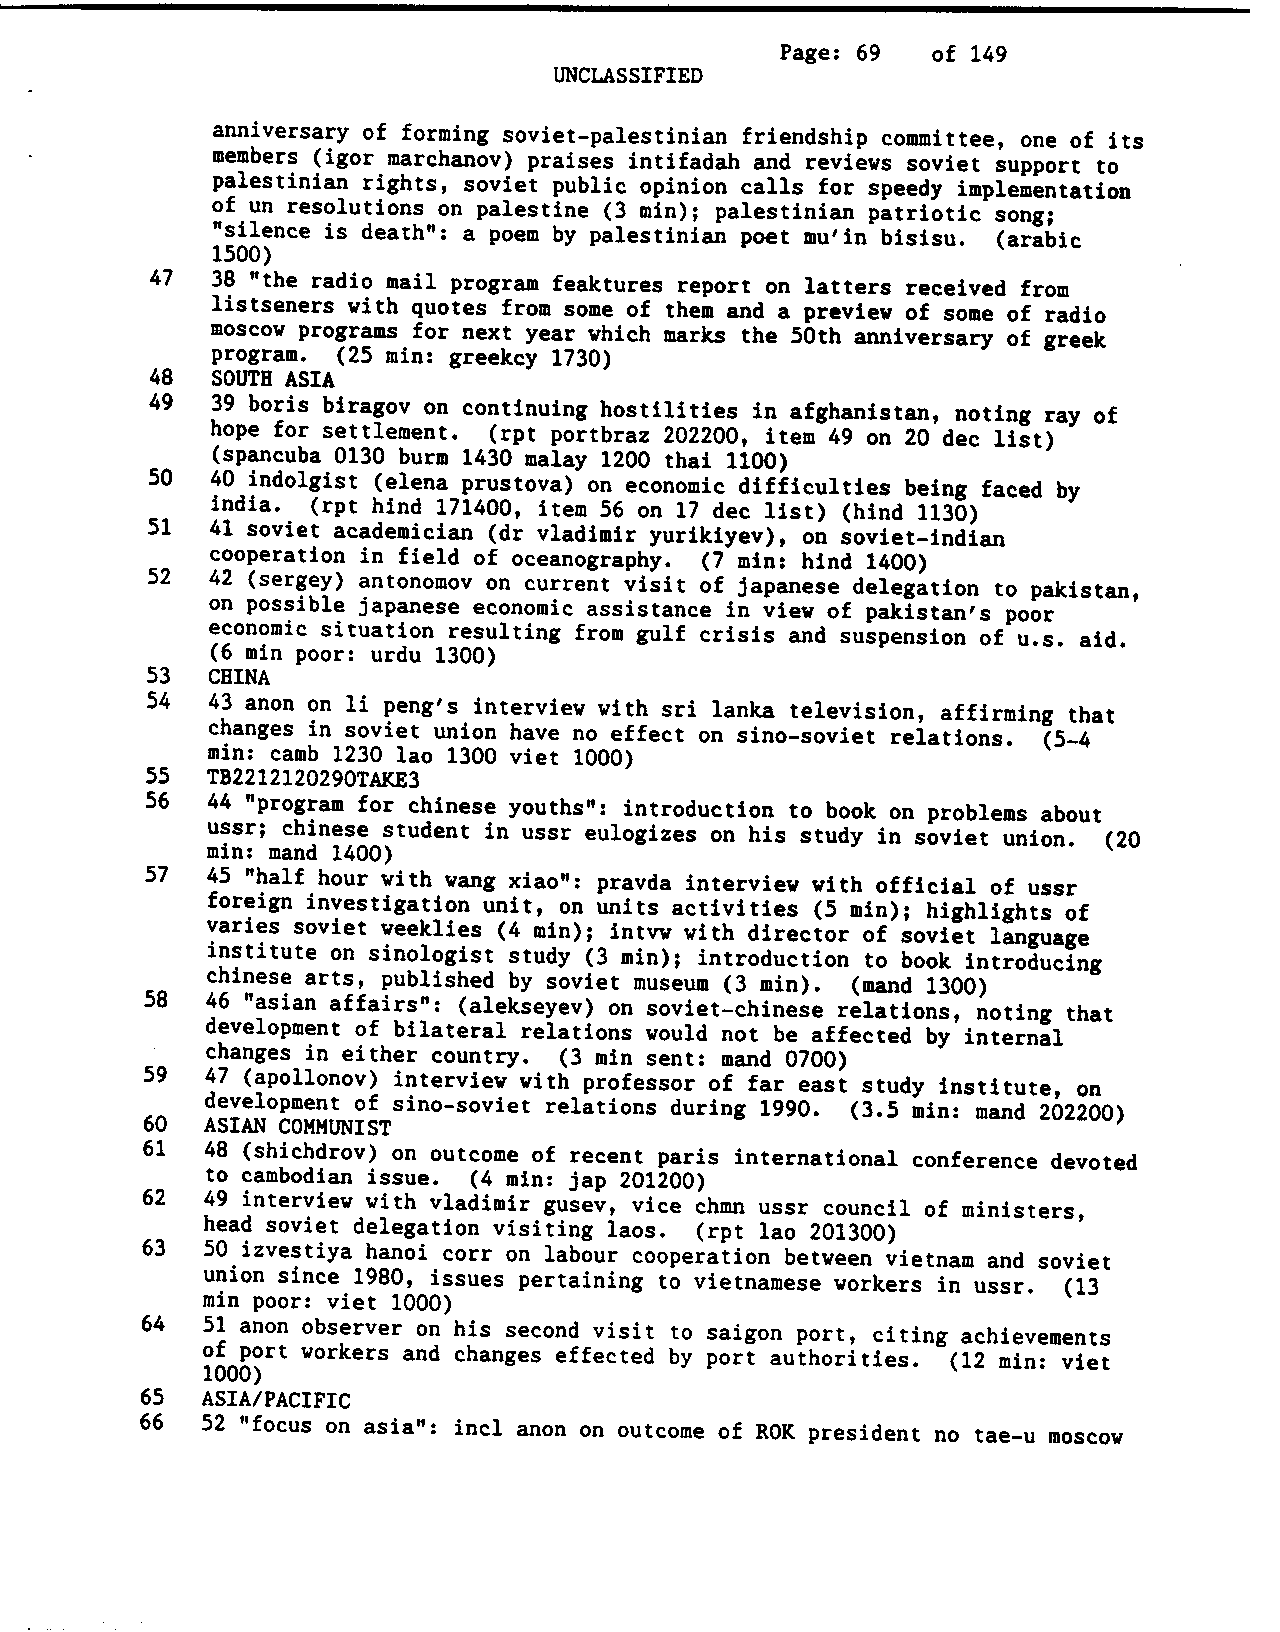 Page: 69 of 149
UNCLASSIFIED
anniversary of forming soviet-palestinian friendship committee, one of its
members (igor marchanov) praises intifadah and reviews soviet support to
palestinian rights, soviet public opinion calls for speedy implementation
of un resolutions on palestine (3 min); palestinian patriotic song;
"silence is death": a poem by palestinian poet mu'in bisisu. (arabic
1500)
47 38 "the radio mail program feaktures report on latters received from
listseners with quotes from some of them and a preview of some of radio
moscow programs for next year which marks the 50th anniversary of greek
program. (25 min: greekcy 1730)
48 SOUTH ASIA
49 39 boris biragov on continuing hostilities in afghanistan, noting ray of
hope for settlement. (rpt portbraz 202200, item 49 on 20 dec list)
(spancuba 0130 burm 1430 malay 1200 thai 1100)
50 40 indolgist (elena prustova) on economic difficulties being faced by
india. (rpt hind 171400, item 56 on 17 dec list) (hind 1130)
51 41 soviet academician (dr vladimir yurikiyev), on soviet-indian
cooperation in field of oceanography. (7 min: hind 1400)
52 42 (sergey) antonomov on current visit of japanese delegation to pakistan,
on possible japanese economic assistance in view of pakistan's poor
economic situation resulting from gulf crisis and suspension of u.s. aid.
(6 min poor: urdu 1300)
53 CHINA
54 43 anon on li peng's interview with sri lanka television, affirming that
changes in soviet union have no effect on sino-soviet relations. (5-4
min: camb 1230 lao 1300 viet 1000)
55 TB2212120290TAKE3
56 44 "program for chinese youths": introduction to book on problems about
ussr; chinese student in ussr eulogizes on his study in soviet union. (20
min: mand 1400)
57 45 "half hour with wang xiao": pravda interview with official of ussr
foreign investigation unit, on units activities (5 min); highlights of
varies soviet weeklies (4 min); intvw with director of soviet language
institute on sinologist study (3 min); introduction to book introducing
chinese arts, published by soviet museum (3 min). (mand 1300)
58 46 "asian affairs": (alekseyev) on soviet-chinese relations, noting that
development of bilateral relations would not be affected by internal
changes in either country. (3 min sent: mand 0700)
59 47 (apollonov) interview with professor of far east study institute, on
development of sino-soviet relations during 1990. (3.5 min: mand 202200)
60 ASIAN COMMUNIST
61 48 (shichdrov) on outcome of recent paris international conference devoted
to cambodian issue. (4 min: jap 201200)
62 49 interview with vladimir gusev, vice chmn ussr council of ministers,
head soviet delegation visiting laos. (rpt lao 201300)
63 50 izvestiya hanoi corr on labour cooperation between vietnam and soviet
union since 1980, issues pertaining to vietnamese workers in ussr. (13
min poor: viet 1000)
64 51 anon observer on his second visit to saigon port, citing achievements
of port workers and changes effected by port authorities. (12 min: viet
1000)
65 ASIA/PACIFIC
66 52 "focus on asia": incl anon on outcome of ROK president no tae-u moscow